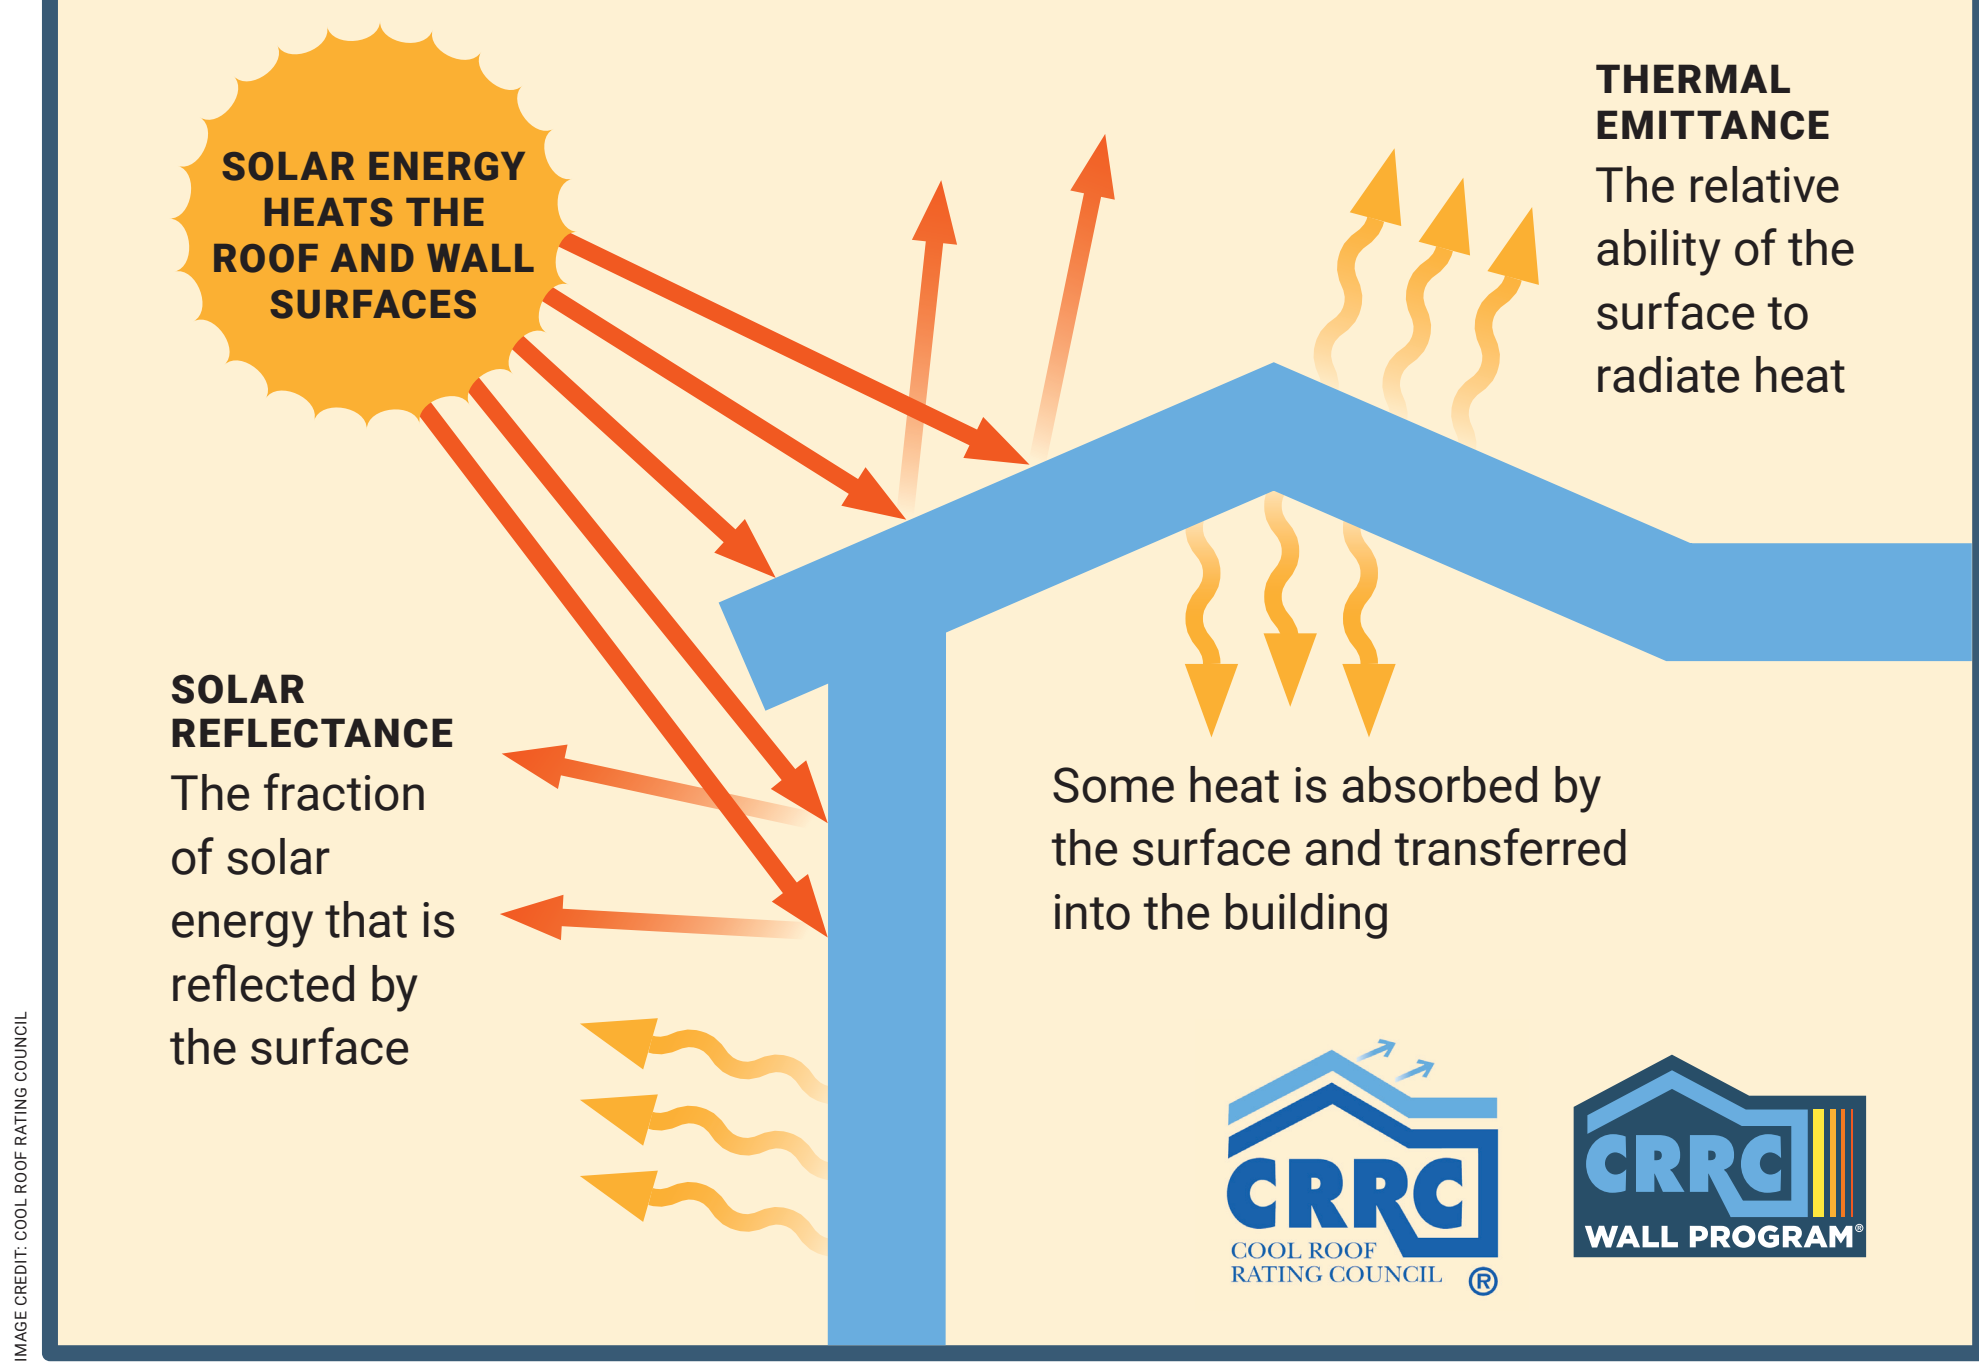 SOLAR ENERGY
HEATS THE
ROOF AND WALL
SURFACES
THERMAL
EMITTANCE
The relative
ability of the
surface to
radiate heat
SOLAR
REFLECTANCE
The fraction
of solar
energy that is
reflected by
the surface
Some heat is absorbed by
the surface and transferred
into the building
CRRC
COOL ROOF
RATING COUNCIL ®
CRRC
WALL PROGRAM®
IMAGE CREDIT: COOL ROOF RATING COUNCIL